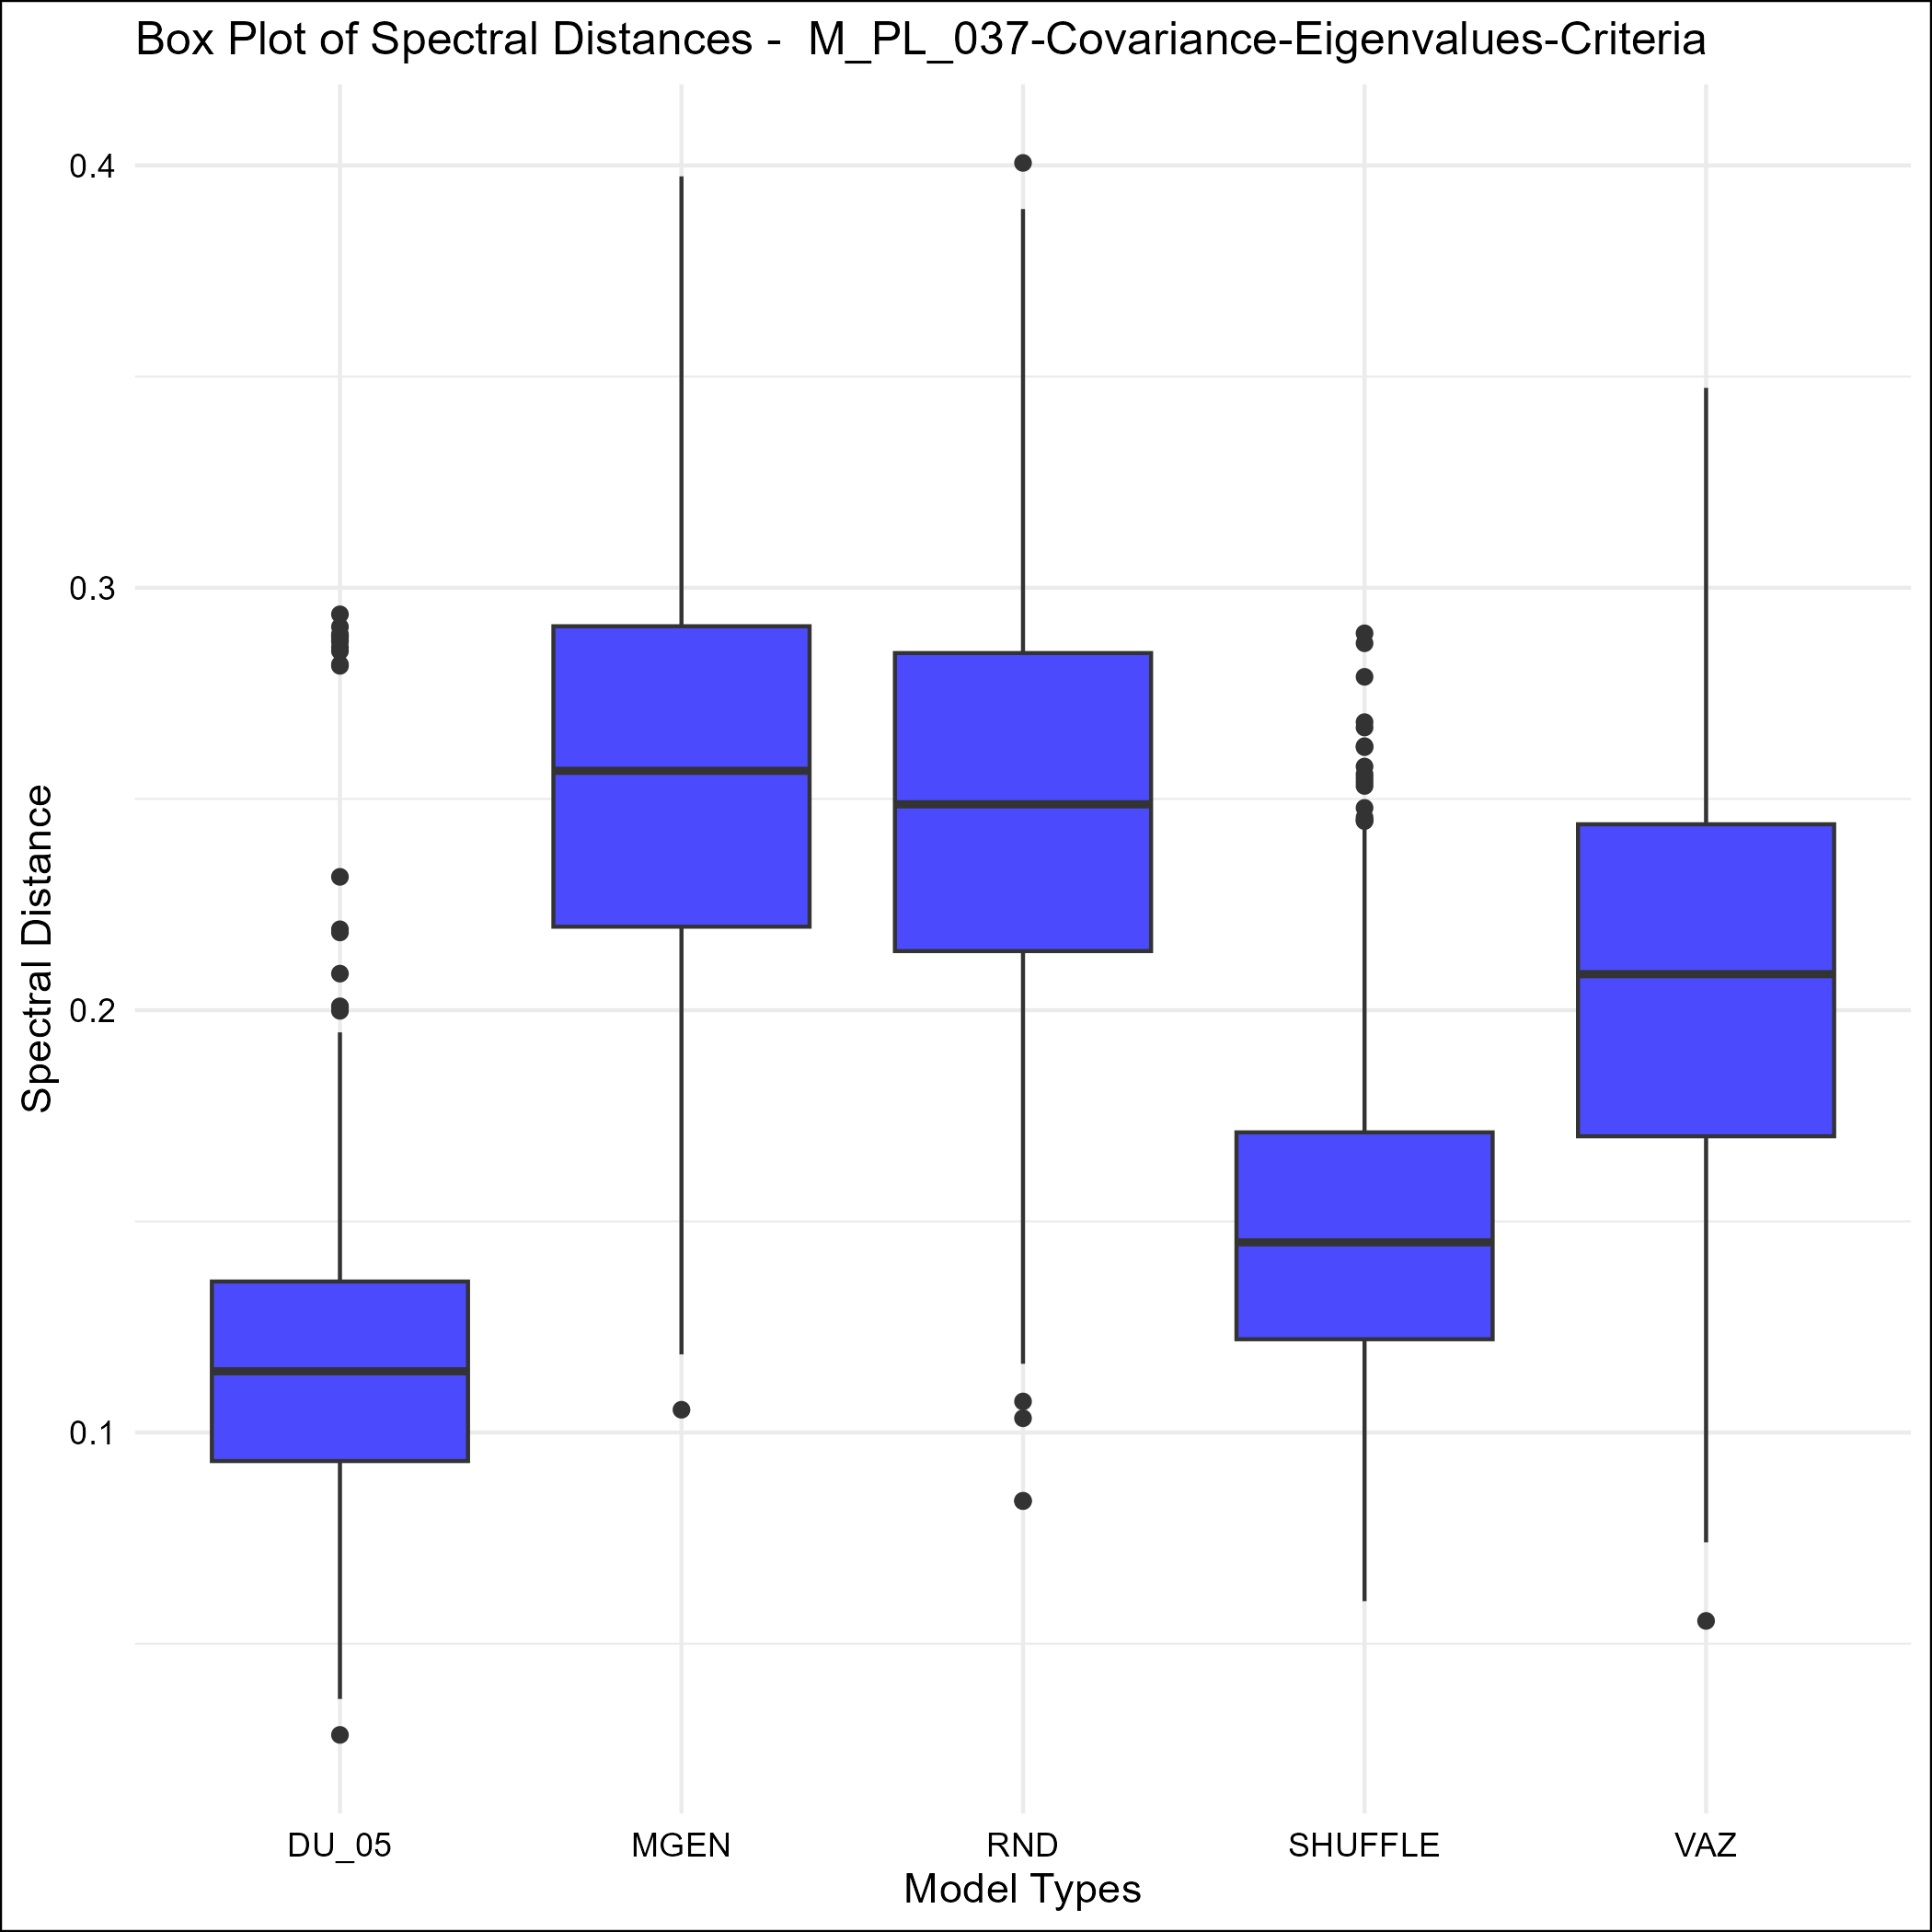 Box Plot of Spectral Distances -  M_PL_037-Covariance-Eigenvalues-Criteria
Spectral Distance
0.4
0.3
0.2
0.1
DU_05
MGEN
RND
SHUFFLE
VAZ
Model Types